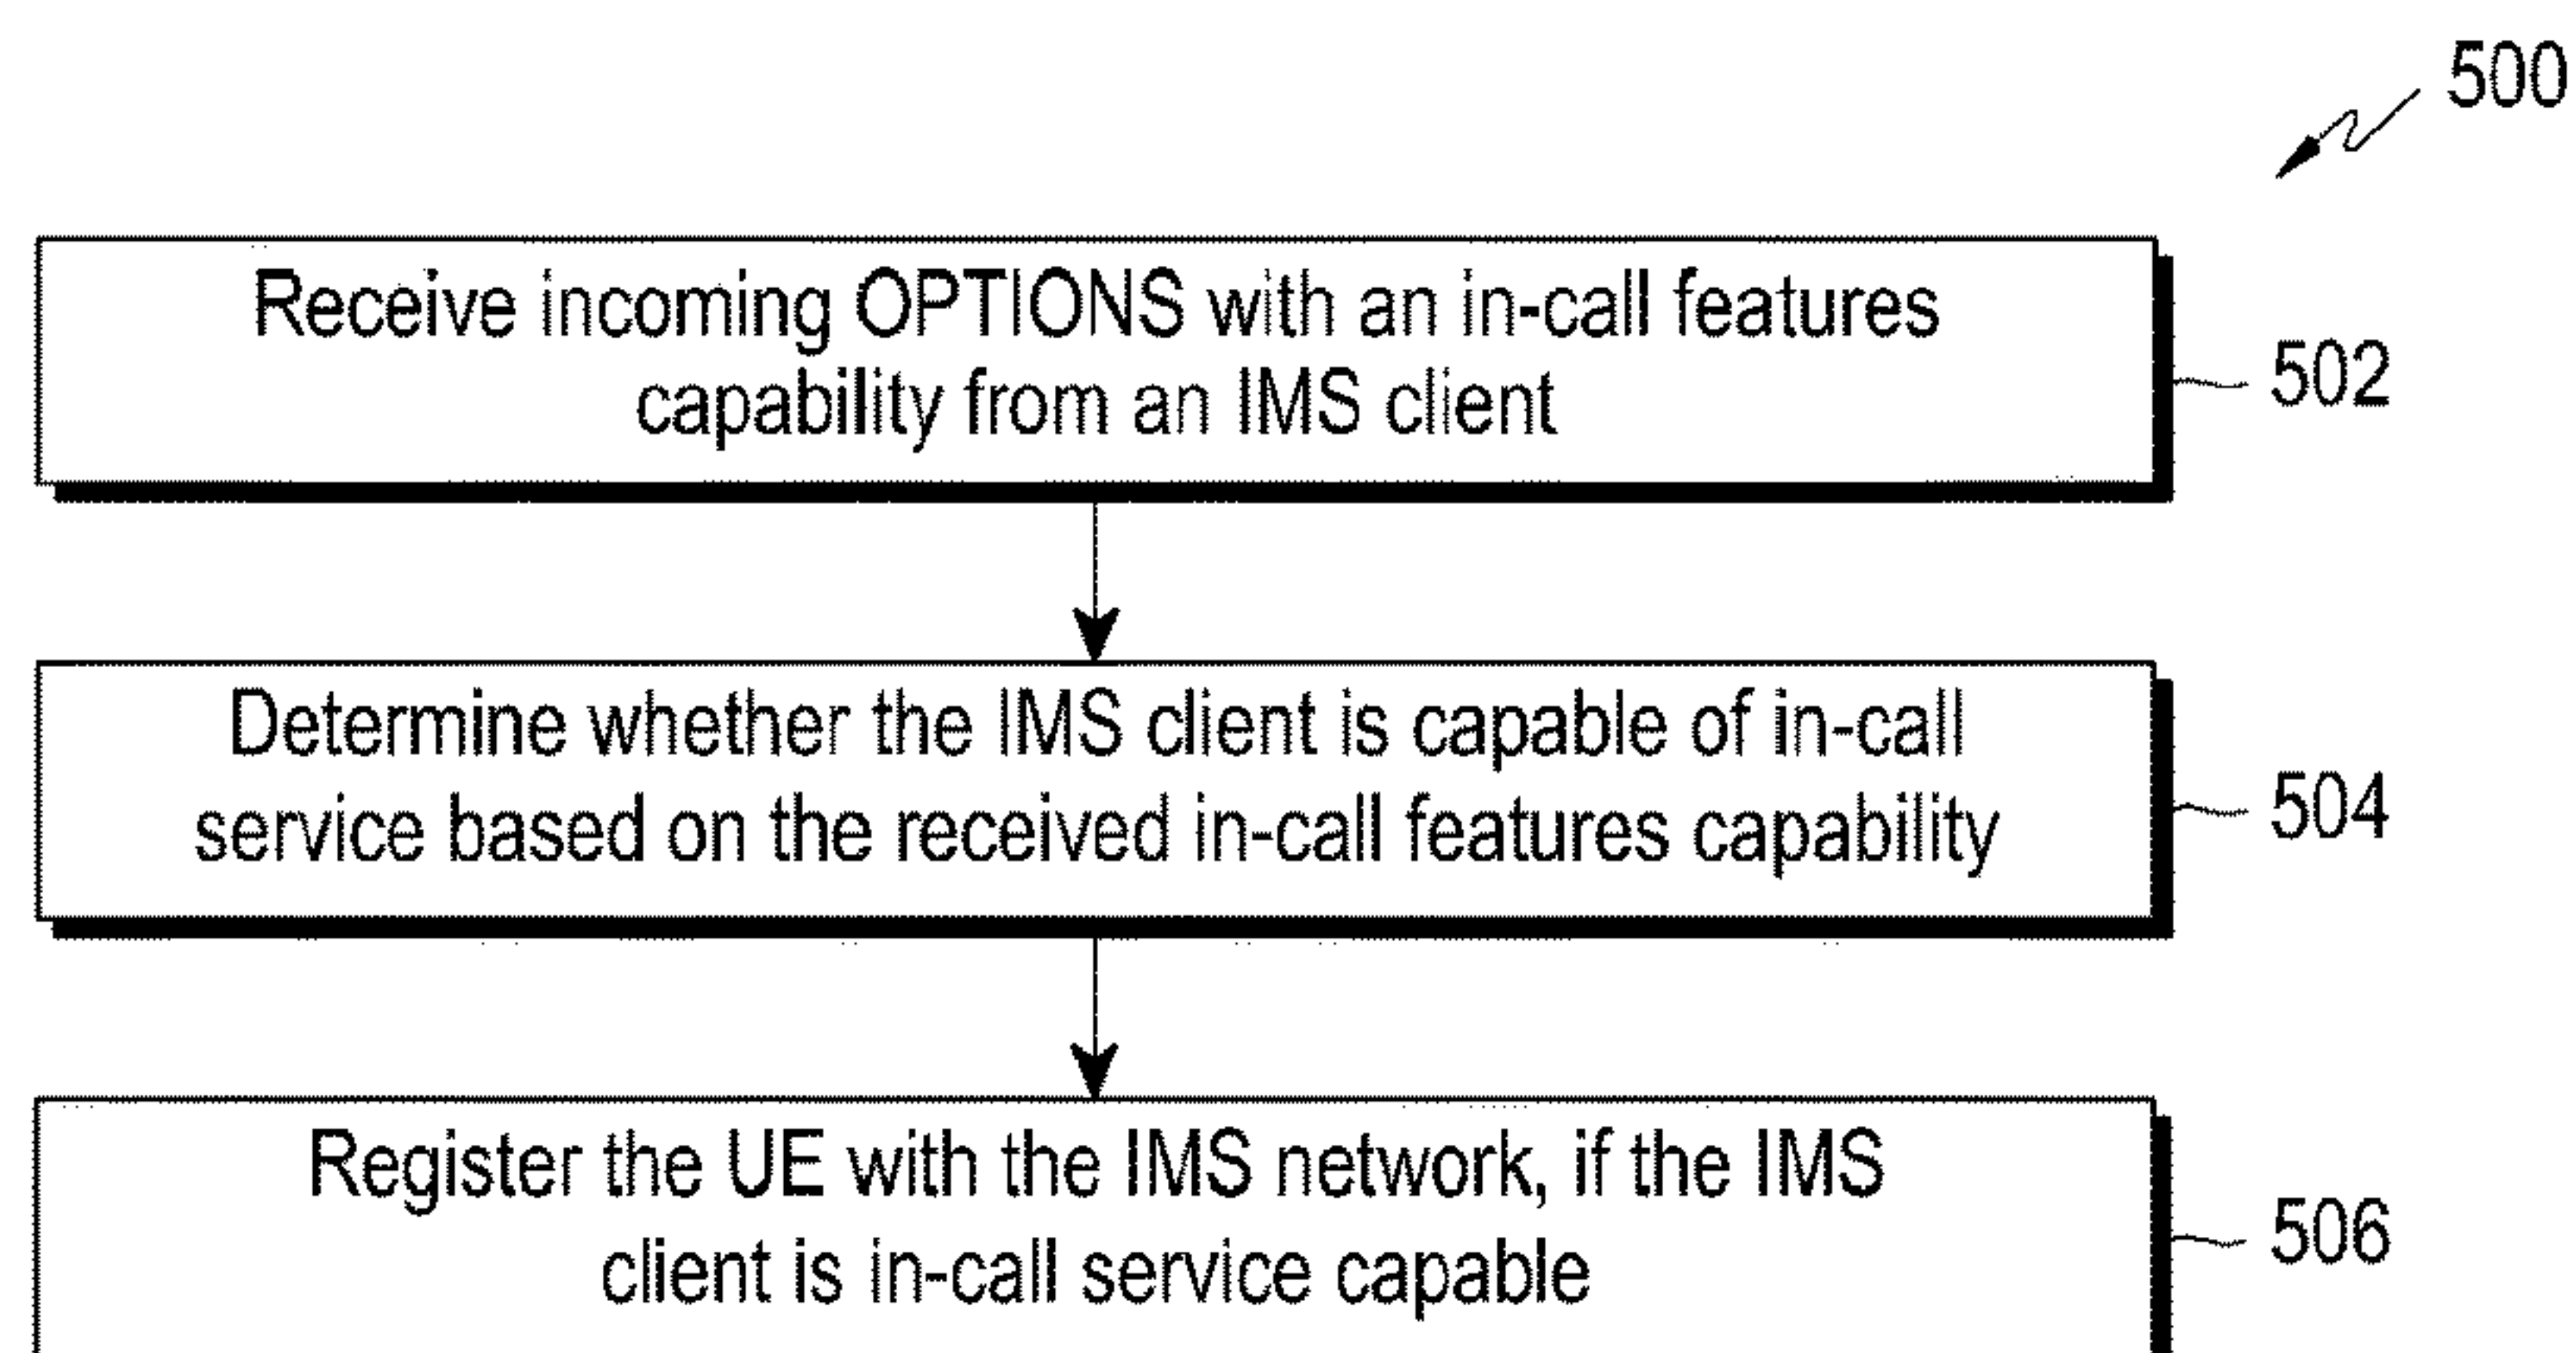 500
Receive incoming OPTIONS with an in-call features
capability from an IMS client
502
Determine whether the IMS client is capable of in-call
service based on the received in-call features capability
504
Register the UE with the IMS network, if the IMS
client is in-call service capable
506